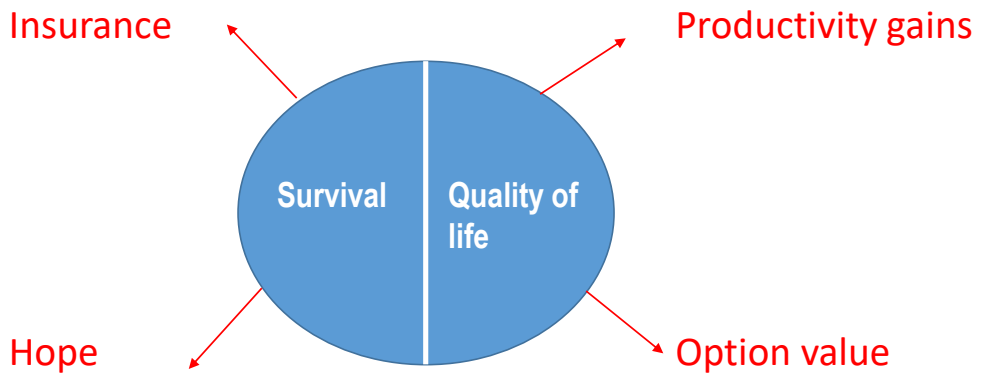 Insurance
Productivity gains
Survival
Quality of
life
Hope
Option value